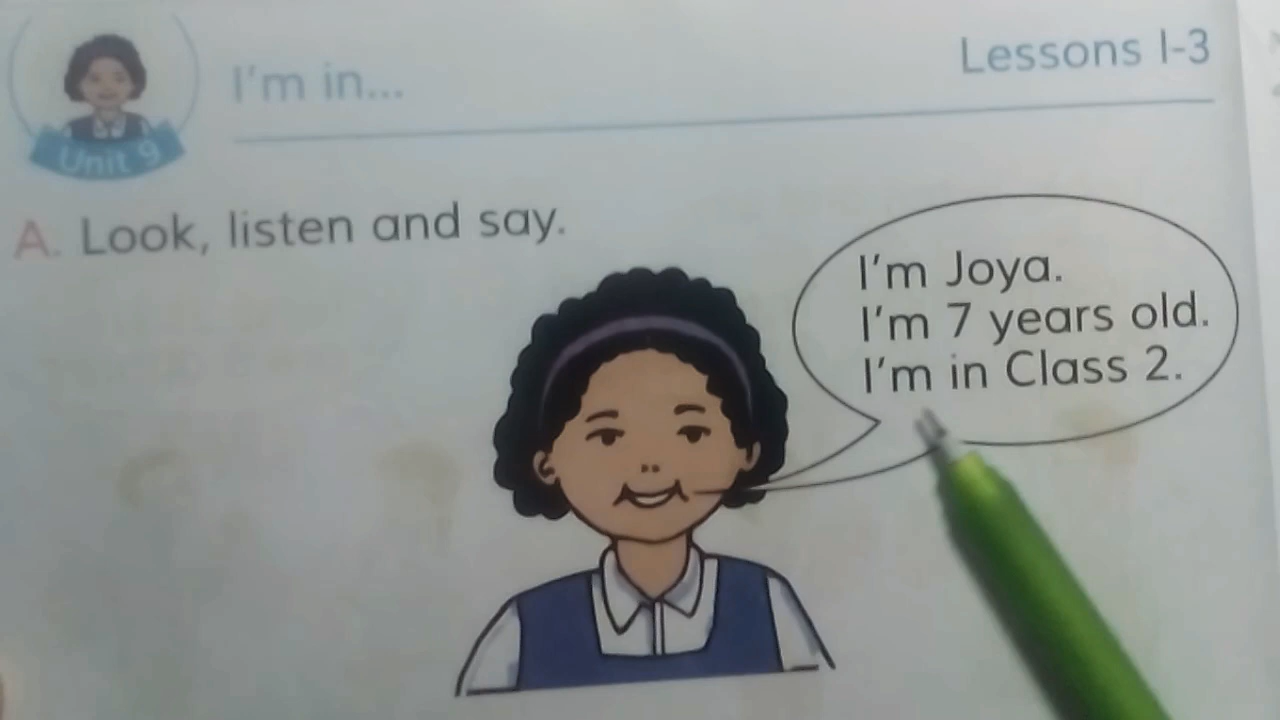 I'm in...
Lessons 1-3
Unit 9
A. Look, listen and say.
I'm Joya.
I'm 7 years old.
I'm in Class 2.